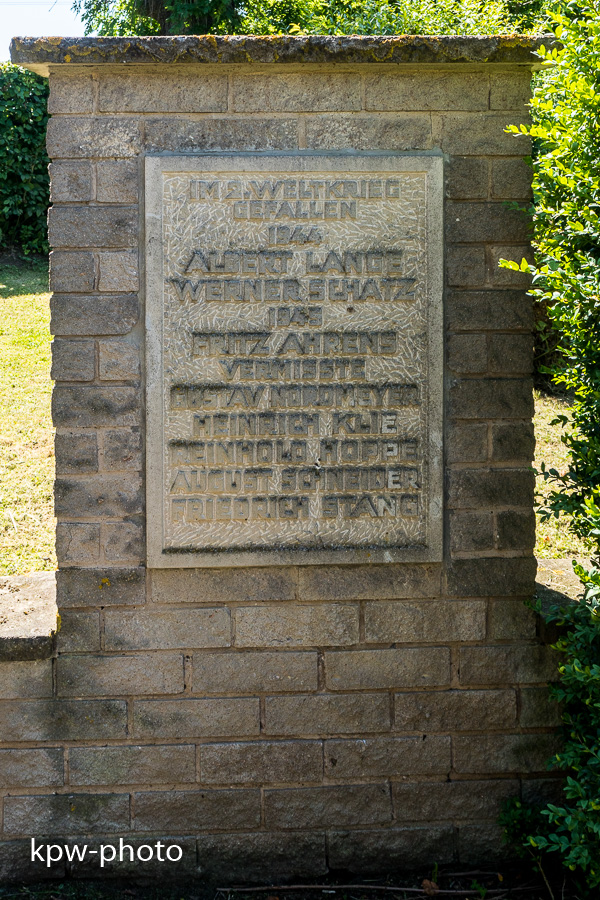 IM 2. WELTKRIEG
GEFALLEN
1944
ALBERT LANGE
WERNER SCHATZ
1945
FRITZ AHRENS
VERMISSTE
GUSTAV NORDMEYER
HEINRICH KLIE
REINHOLD HOPPE
AUGUST SCHNEIDER
FRIEDRICH STANG
kpw-photo